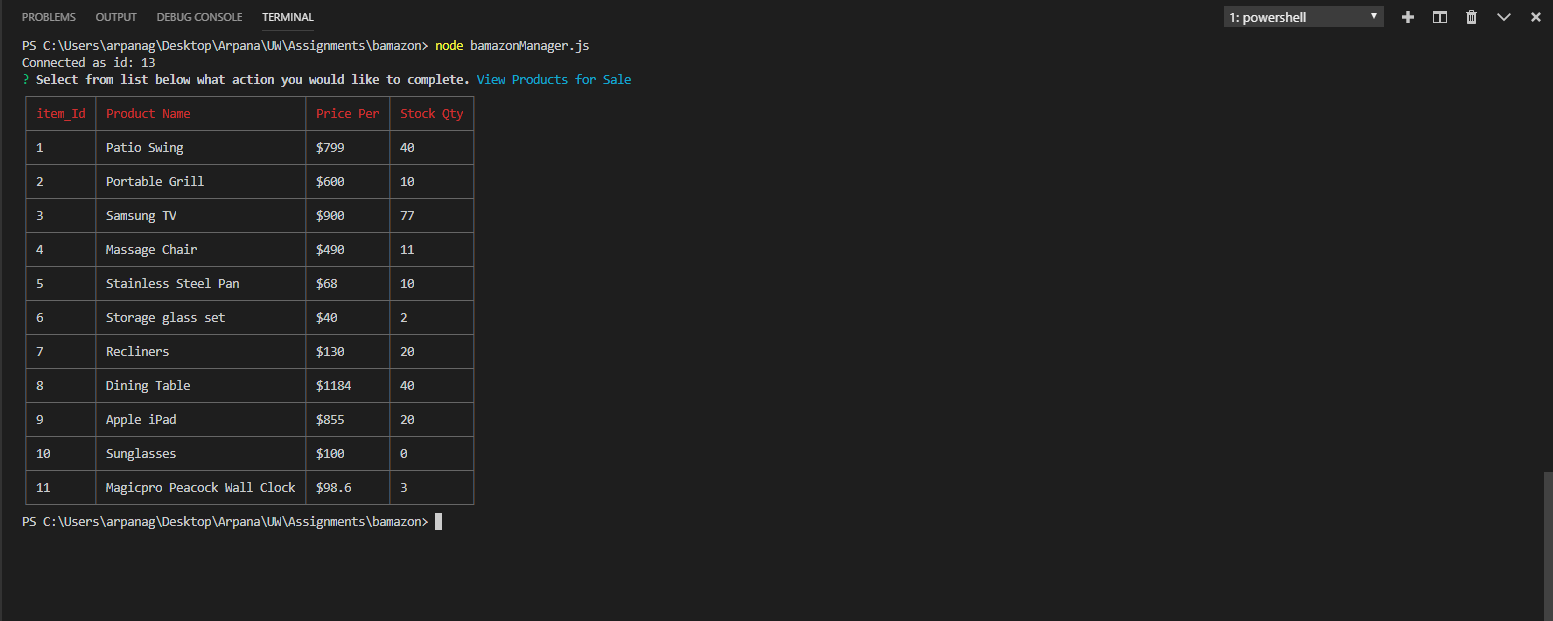 PROBLEMS OUTPUT DEBUG CONSOLE TERMINAL 1: powershell
PS C:\Users\arpanag\Desktop\Arpana\UW\Assignments\bamazon> node bamazonManager.js
Connected as id: 13
? Select from list below what action you would like to complete. View Products for Sale
item_Id Product Name Price Per Stock Qty
1 Patio Swing $799 40
2 Portable Grill $600 10
3 Samsung TV $900 77
4 Massage Chair $490 11
5 Stainless Steel Pan $68 10
6 Storage glass set $40 2
7 Recliners $130 20
8 Dining Table $1184 40
9 Apple iPad $855 20
10 Sunglasses $100 0
11 Magicpro Peacock Wall Clock $98.6 3
PS C:\Users\arpanag\Desktop\Arpana\UW\Assignments\bamazon>